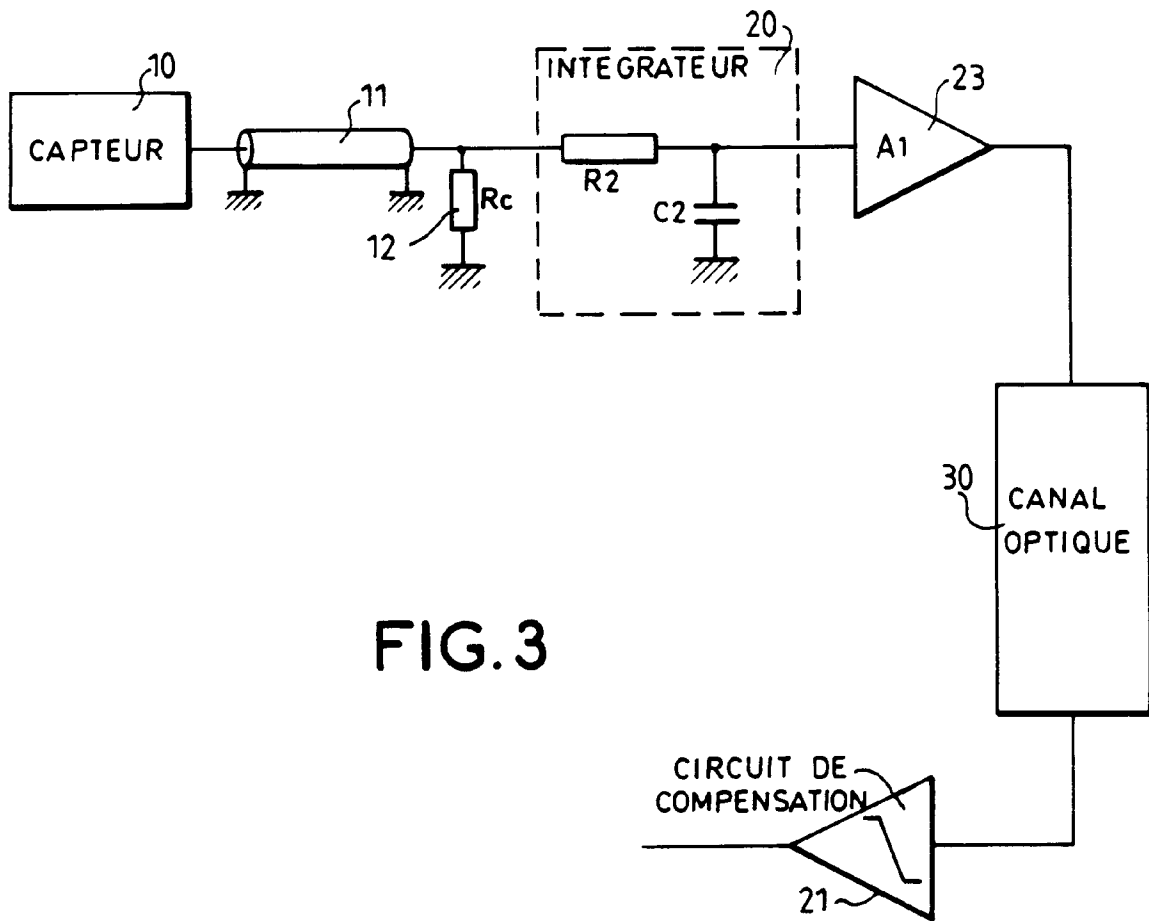 20
INTEGRATEUR
10
CAPTEUR
11
23
A1
R2
Rc
C2
12
30
CANAL
OPTIQUE
FIG. 3
CIRCUIT DE
COMPENSATION
21